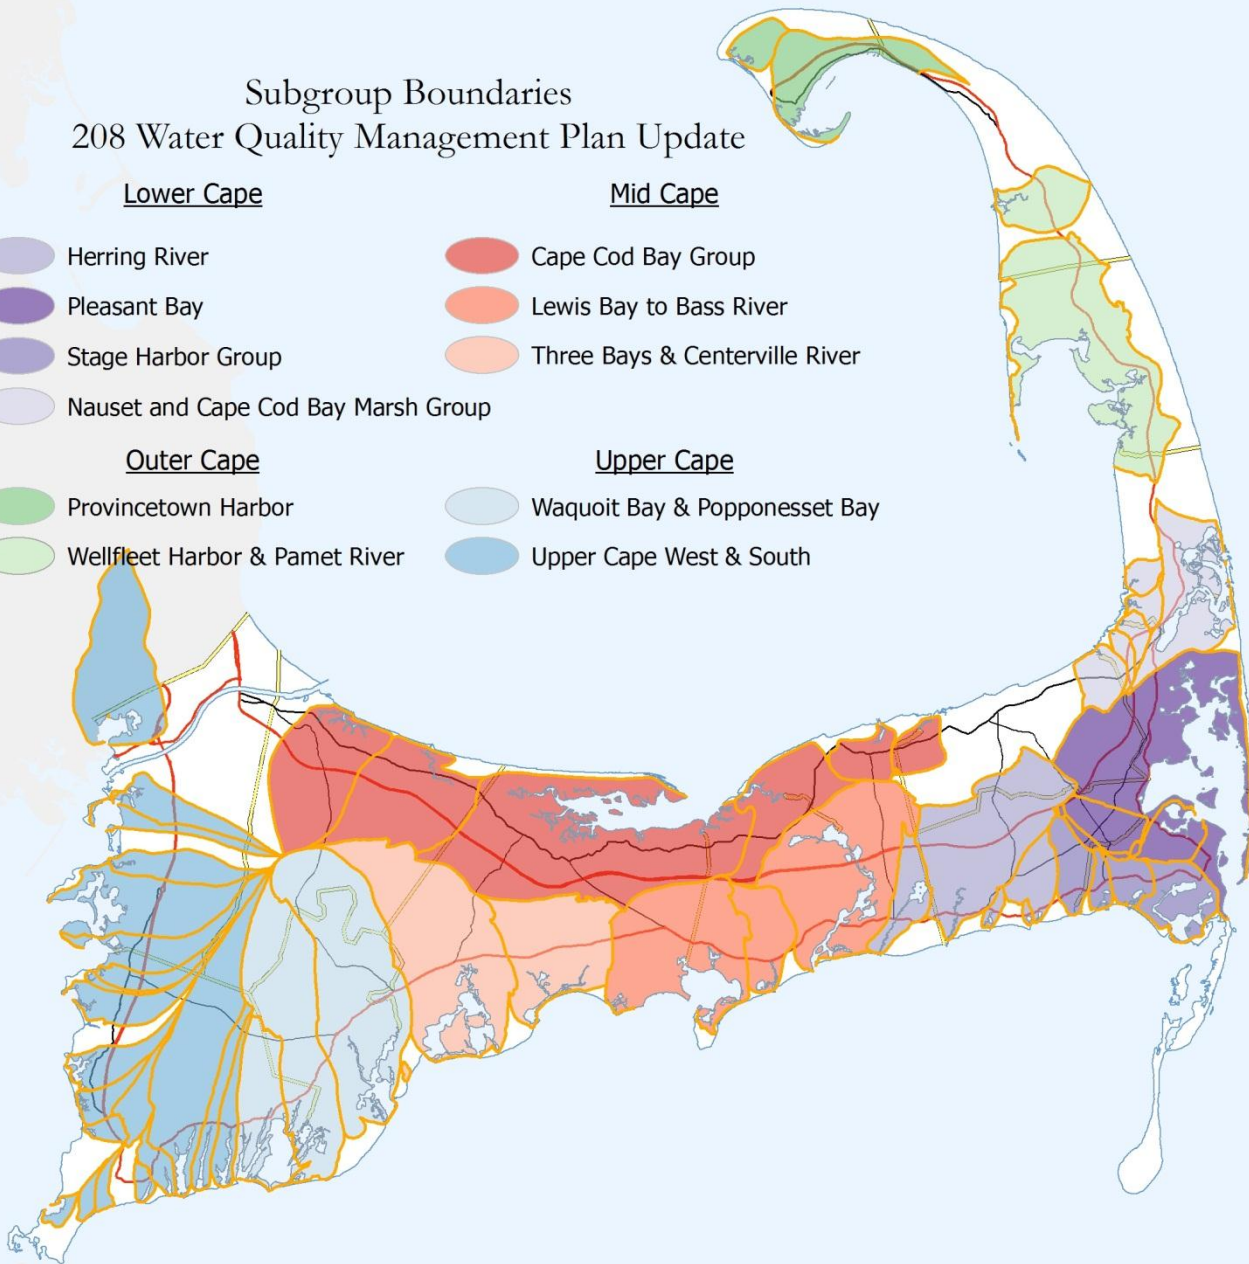 Subgroup Boundaries
208 Water Quality Management Plan Update
Lower Cape
Herring River
Pleasant Bay
Stage Harbor Group
Nauset and Cape Cod Bay Marsh Group
Mid Cape
Cape Cod Bay Group
Lewis Bay to Bass River
Three Bays & Centerville River
Outer Cape
Provincetown Harbor
Wellfleet Harbor & Pamet River
Upper Cape
Waquoit Bay & Popponesset Bay
Upper Cape West & South